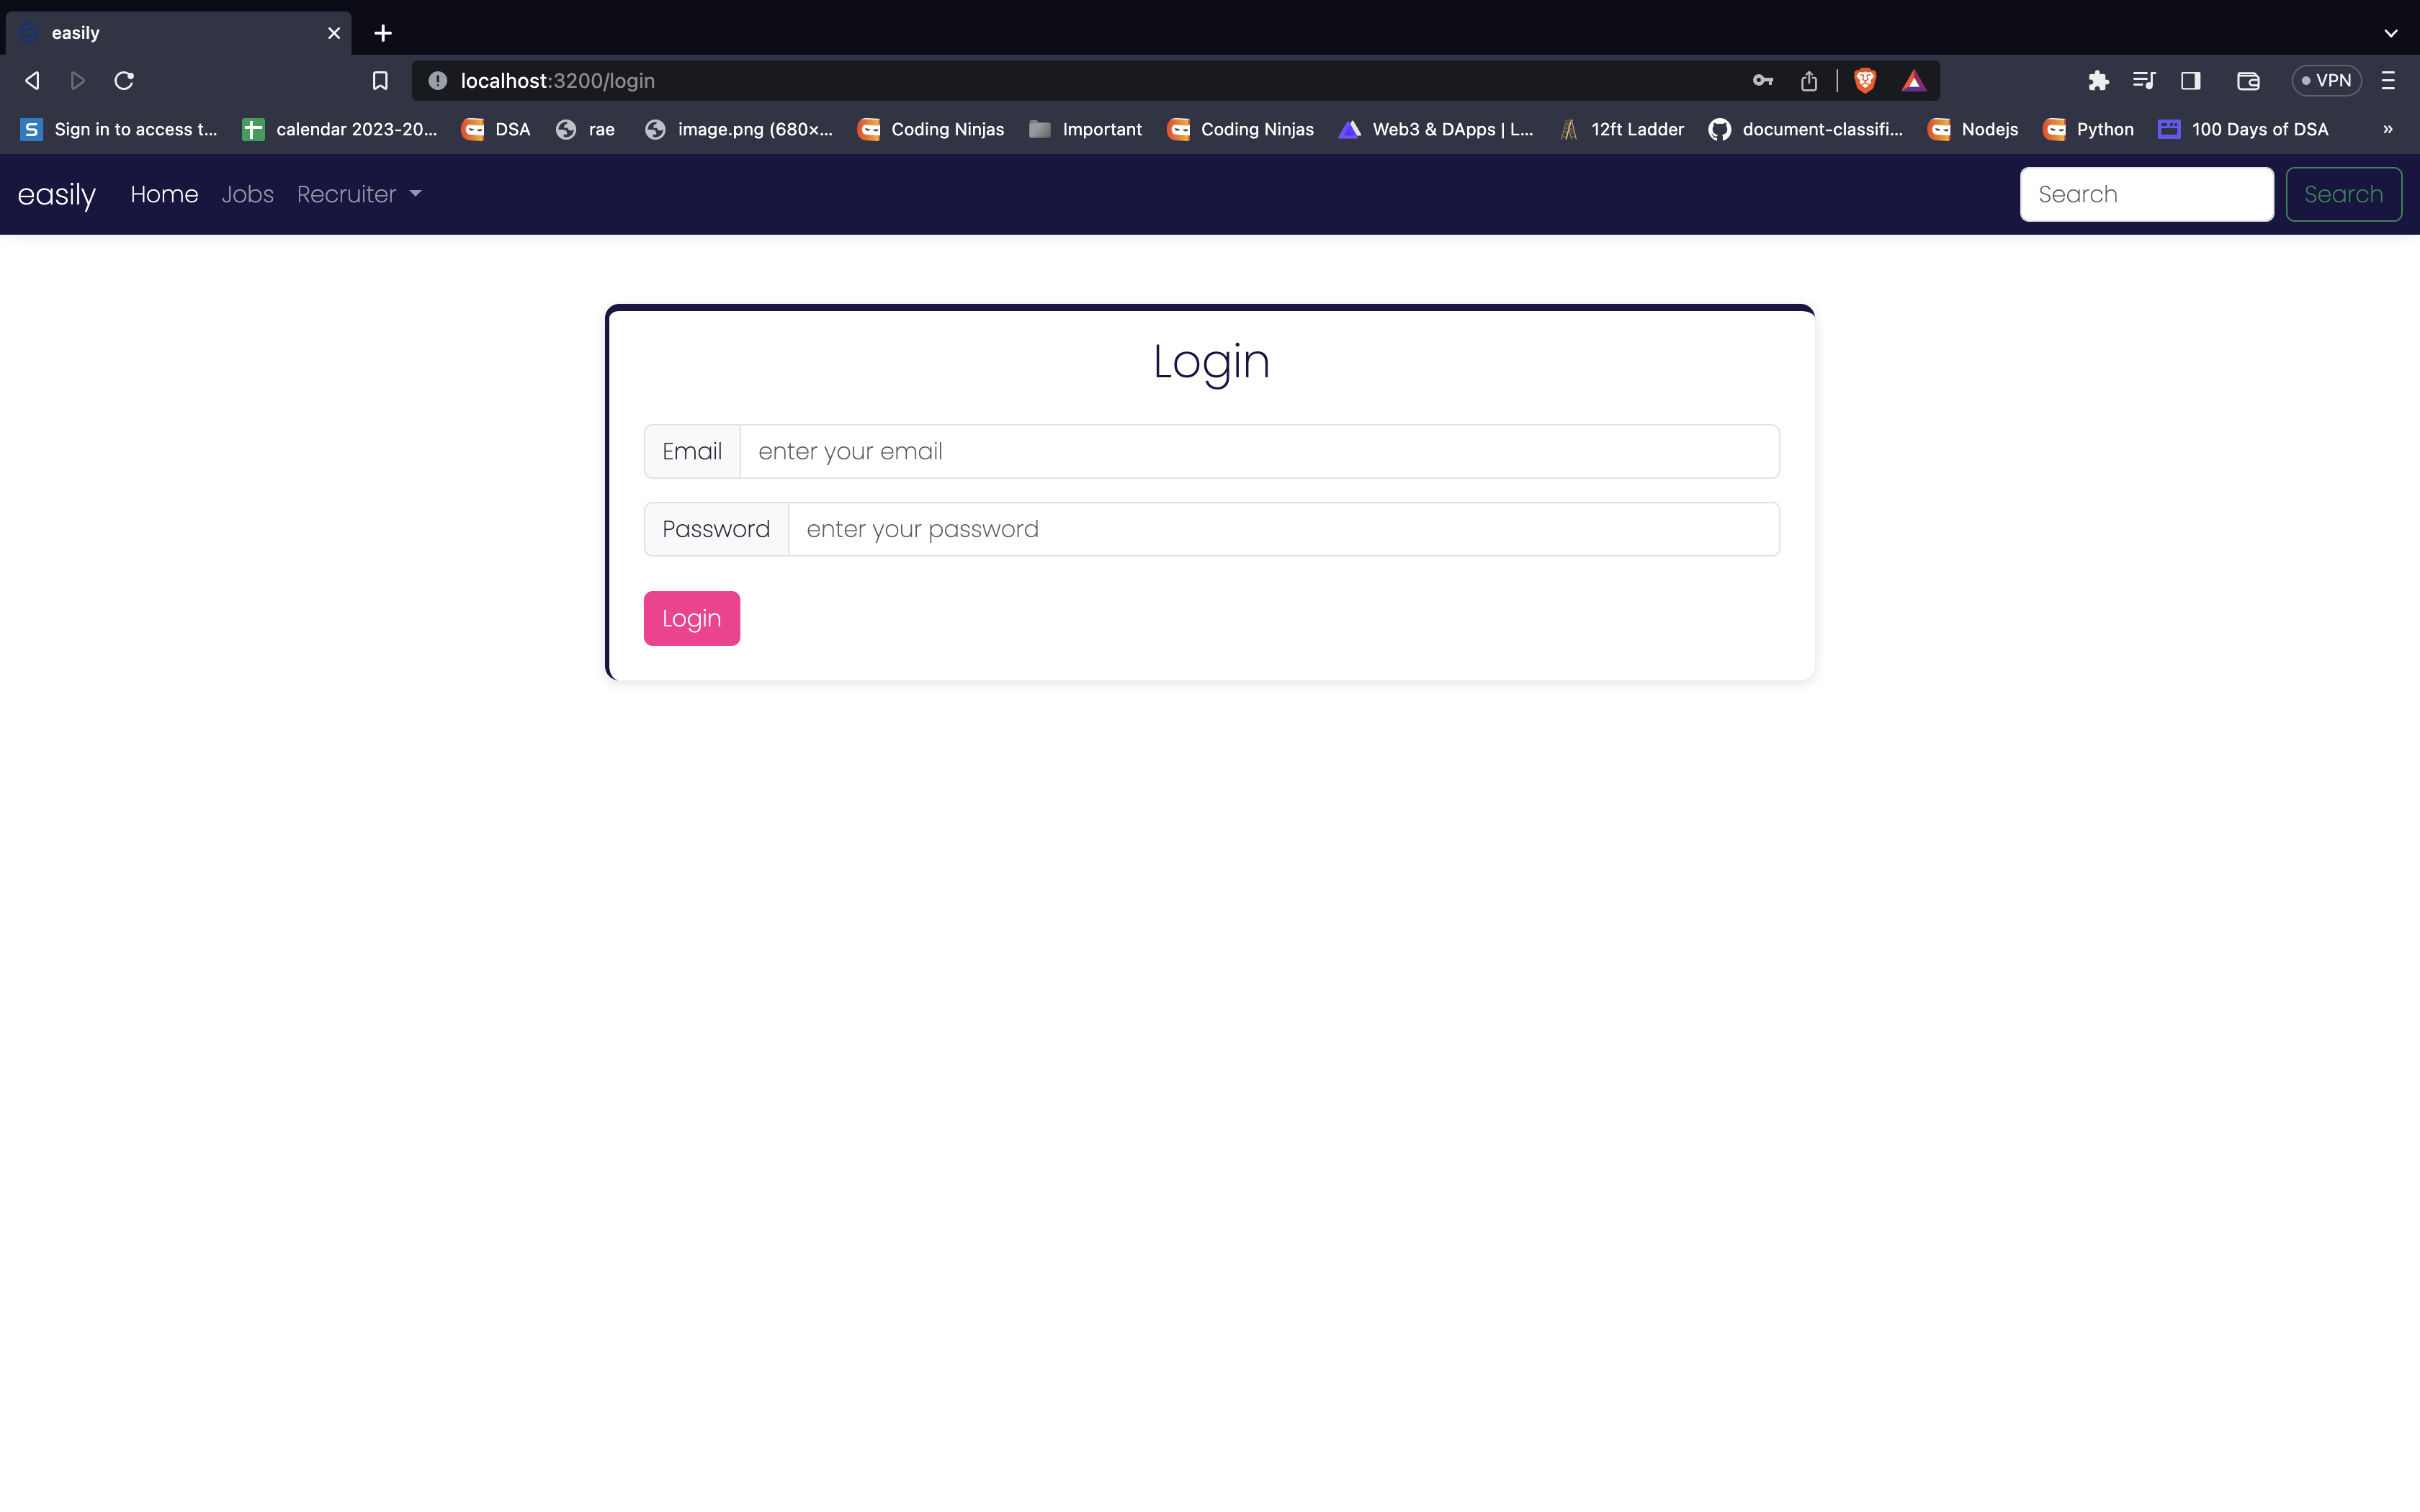 easily
localhost:3200/login
VPN
Sign in to access t...
calendar 2023-20...
DSA
rae
image.png (680×...
Coding Ninjas
Important
Coding Ninjas
Web3 & DApps | L...
12ft Ladder
document-classifi...
Nodejs
Python
100 Days of DSA
»
easily Home Jobs Recruiter
Search Search
Login
Email enter your email
Password enter your password
Login